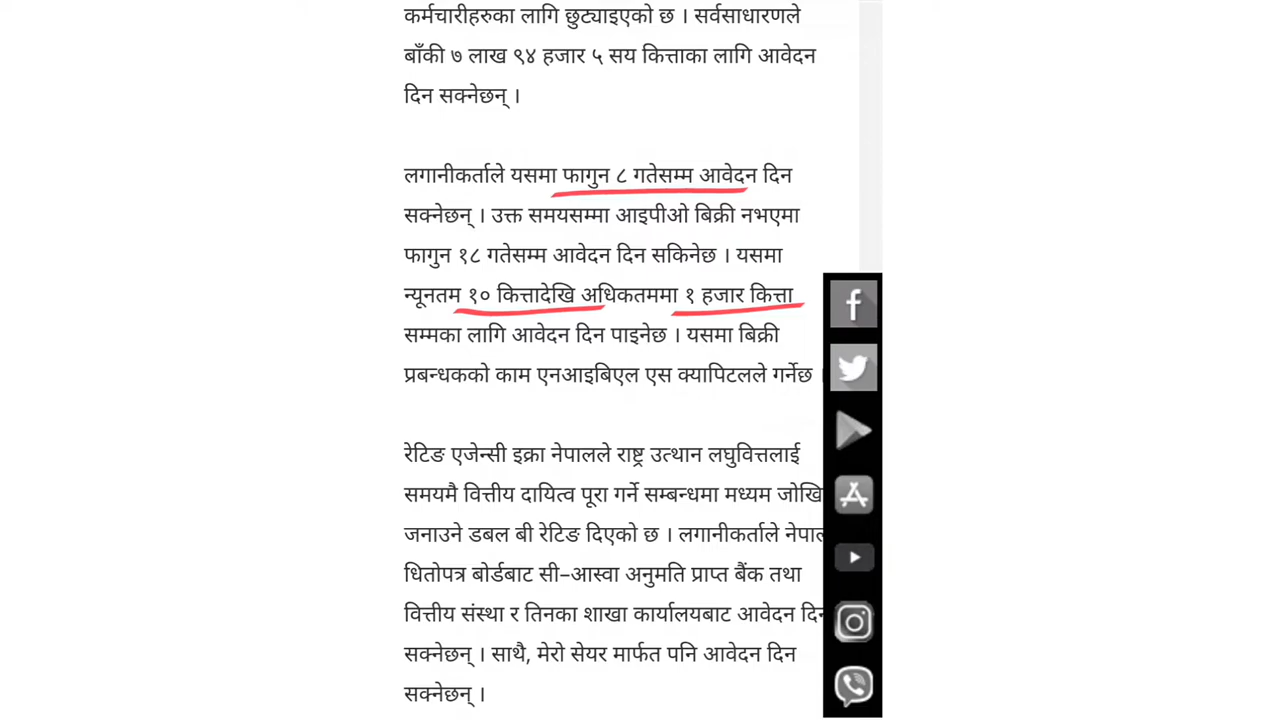 कर्मचारीहरुका लागि छुट्याइएको छ । सर्वसाधारणले
बाँकी ७ लाख ९४ हजार ५ सय कित्ताका लागि आवेदन
दिन सक्नेछन् ।
लगानीकर्ताले यसमा फागुन ८ गतेसम्म आवेदन दिन
सक्नेछन् । उक्त समयसम्मा आइपीओ बिक्री नभएमा
फागुन १८ गतेसम्म आवेदन दिन सकिनेछ । यसमा
न्यूनतम १० कित्तादेखि अधिकतममा १ हजार कित्ता
सम्मका लागि आवेदन दिन पाइनेछ । यसमा बिक्री
प्रबन्धकको काम एनआइबिएल एस क्यापिटलले गर्नेछ ।
रेटिङ एजेन्सी इक्रा नेपालले राष्ट्र उत्थान लघुवित्तलाई
समयमै वित्तीय दायित्व पूरा गर्ने सम्बन्धमा मध्यम जोखि
जनाउने डबल बी रेटिङ दिएको छ । लगानीकर्ताले नेपाल
धितोपत्र बोर्डबाट सी–आस्वा अनुमति प्राप्त बैंक तथा
वित्तीय संस्था र तिनका शाखा कार्यालयबाट आवेदन दिन
सक्नेछन् । साथै, मेरो सेयर मार्फत पनि आवेदन दिन
सक्नेछन् ।